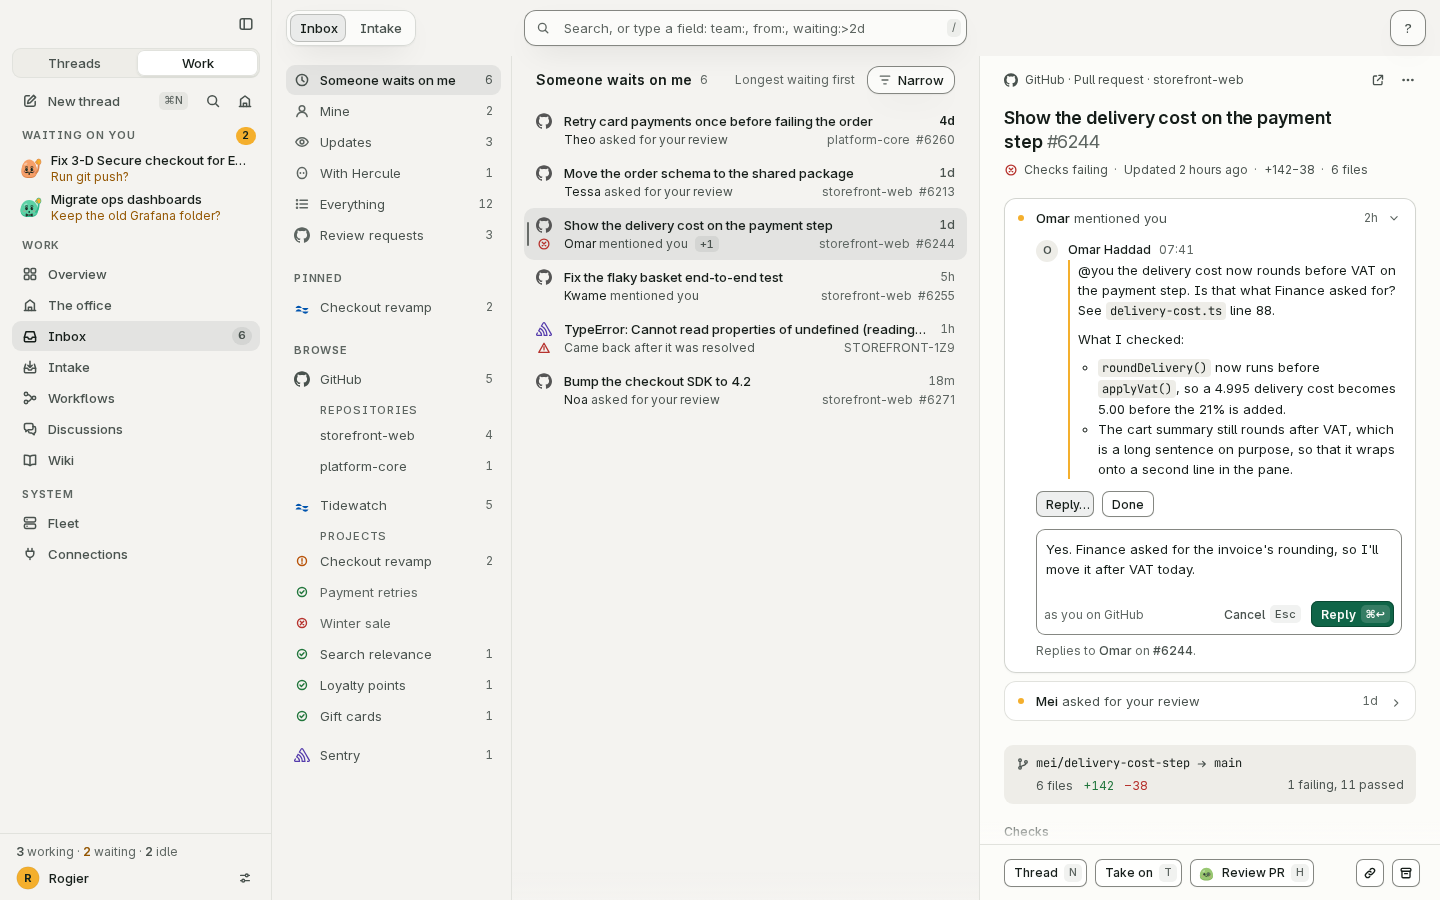 Threads
Work
New thread
⌘N
WAITING ON YOU
2
Fix 3-D Secure checkout for E…
Run git push?
Migrate ops dashboards
Keep the old Grafana folder?
WORK
Overview
The office
Inbox
6
Intake
Workflows
Discussions
Wiki
SYSTEM
Fleet
Connections
3 working · 2 waiting · 2 idle
R
Rogier
Inbox
Intake
Someone waits on me 6
Mine 2
Updates 3
With Hercule 1
Everything 12
Review requests 3
PINNED
Checkout revamp 2
BROWSE
GitHub 5
REPOSITORIES
storefront-web 4
platform-core 1
Tidewatch 5
PROJECTS
Checkout revamp 2
Payment retries
Winter sale
Search relevance 1
Loyalty points 1
Gift cards 1
Sentry 1
Search, or type a field: team:, from:, waiting:>2d
/
?
Someone waits on me 6
Longest waiting first
Narrow
Retry card payments once before failing the order 4d
Theo asked for your review platform-core #6260
Move the order schema to the shared package 1d
Tessa asked for your review storefront-web #6213
Show the delivery cost on the payment step 1d
Omar mentioned you +1 storefront-web #6244
Fix the flaky basket end-to-end test 5h
Kwame mentioned you storefront-web #6255
TypeError: Cannot read properties of undefined (reading… 1h
Came back after it was resolved STOREFRONT-1Z9
Bump the checkout SDK to 4.2 18m
Noa asked for your review storefront-web #6271
GitHub · Pull request · storefront-web
Show the delivery cost on the payment
step #6244
Checks failing · Updated 2 hours ago · +142−38 · 6 files
Omar mentioned you 2h
O
Omar Haddad 07:41
@you the delivery cost now rounds before VAT on
the payment step. Is that what Finance asked for?
See delivery-cost.ts line 88.
What I checked:
roundDelivery() now runs before
applyVat(), so a 4.995 delivery cost becomes
5.00 before the 21% is added.
The cart summary still rounds after VAT, which
is a long sentence on purpose, so that it wraps
onto a second line in the pane.
Reply…
Done
Yes. Finance asked for the invoice's rounding, so I'll
move it after VAT today.
as you on GitHub
Cancel Esc
Reply ⌘↩
Replies to Omar on #6244.
Mei asked for your review 1d
mei/delivery-cost-step → main
6 files +142 −38 1 failing, 11 passed
Checks
Thread N
Take on T
Review PR H